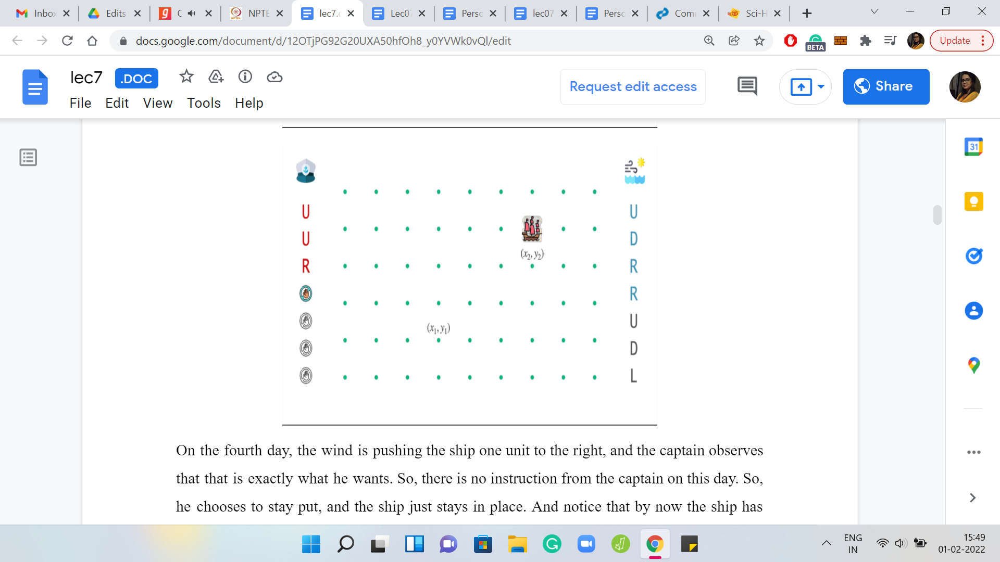 Inbox
Edits
g
C
NPTE
lec7.c
Lec07
Perso
lec07
Perso
Com
Sci-H
docs.google.com/document/d/12OTjPG92G20UXA50hfOh8_y0YVWk0vQl/edit
BETA
Update
lec7
.DOC
Request edit access
Share
File Edit View Tools Help
31
U U
U D
R R
R
U
D
L
(x₂, y₂)
(x₁, y₁)
On the fourth day, the wind is pushing the ship one unit to the right, and the captain observes
that that is exactly what he wants. So, there is no instruction from the captain on this day. So,
he chooses to stay put, and the ship just stays in place. And notice that by now the ship has
ENG
IN
15:49
01-02-2022